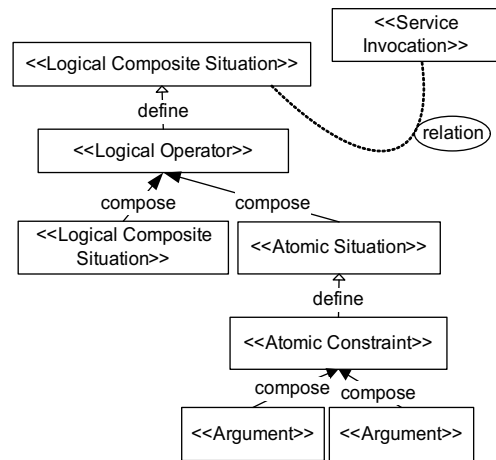 <<Service
Invocation>>
<<Logical Composite Situation>>
define
relation
<<Logical Operator>>
compose
compose
<<Logical Composite
Situation>>
<<Atomic Situation>>
define
<<Atomic Constraint>>
compose
compose
<<Argument>>
<<Argument>>